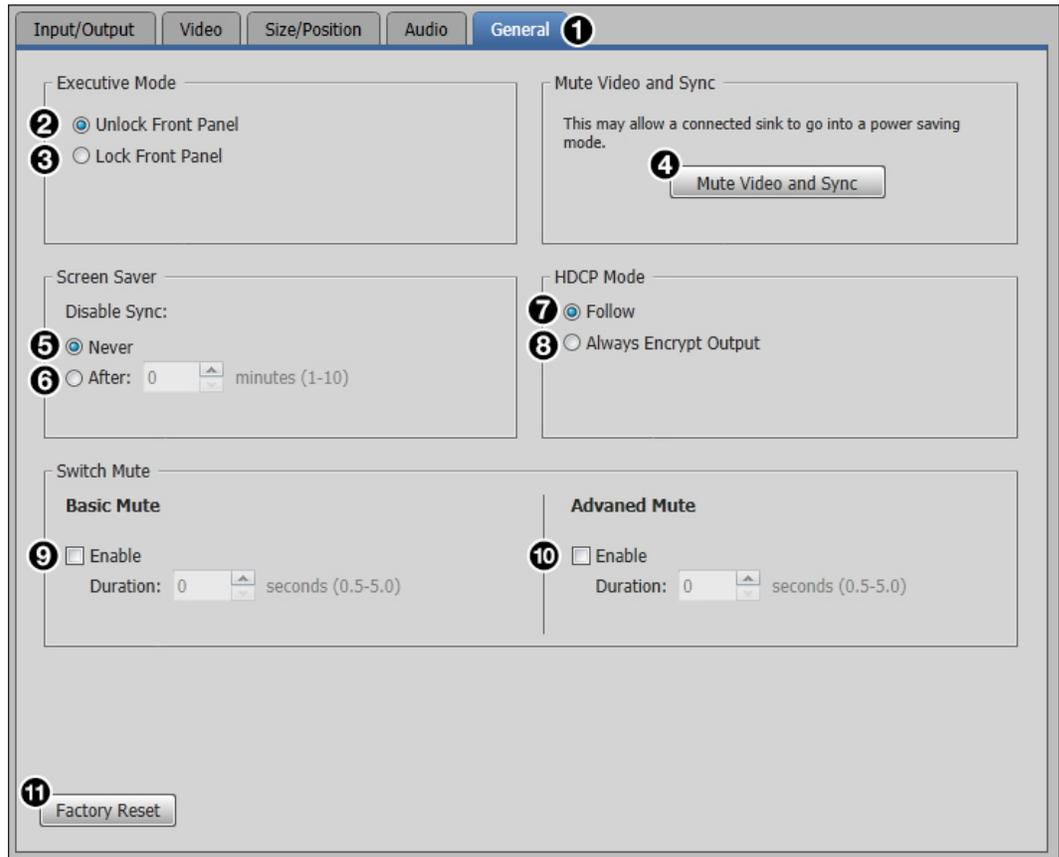 Input/Output Video Size/Position Audio General 1
Executive Mode
2 Unlock Front Panel
3 Lock Front Panel
Mute Video and Sync
This may allow a connected sink to go into a power saving
mode.
4 Mute Video and Sync
Screen Saver
Disable Sync:
5 Never
6 After: 0 minutes (1-10)
HDCP Mode
7 Follow
8 Always Encrypt Output
Switch Mute
Basic Mute
9 Enable
Duration: 0 seconds (0.5-5.0)
Advaned Mute
10 Enable
Duration: 0 seconds (0.5-5.0)
11 Factory Reset